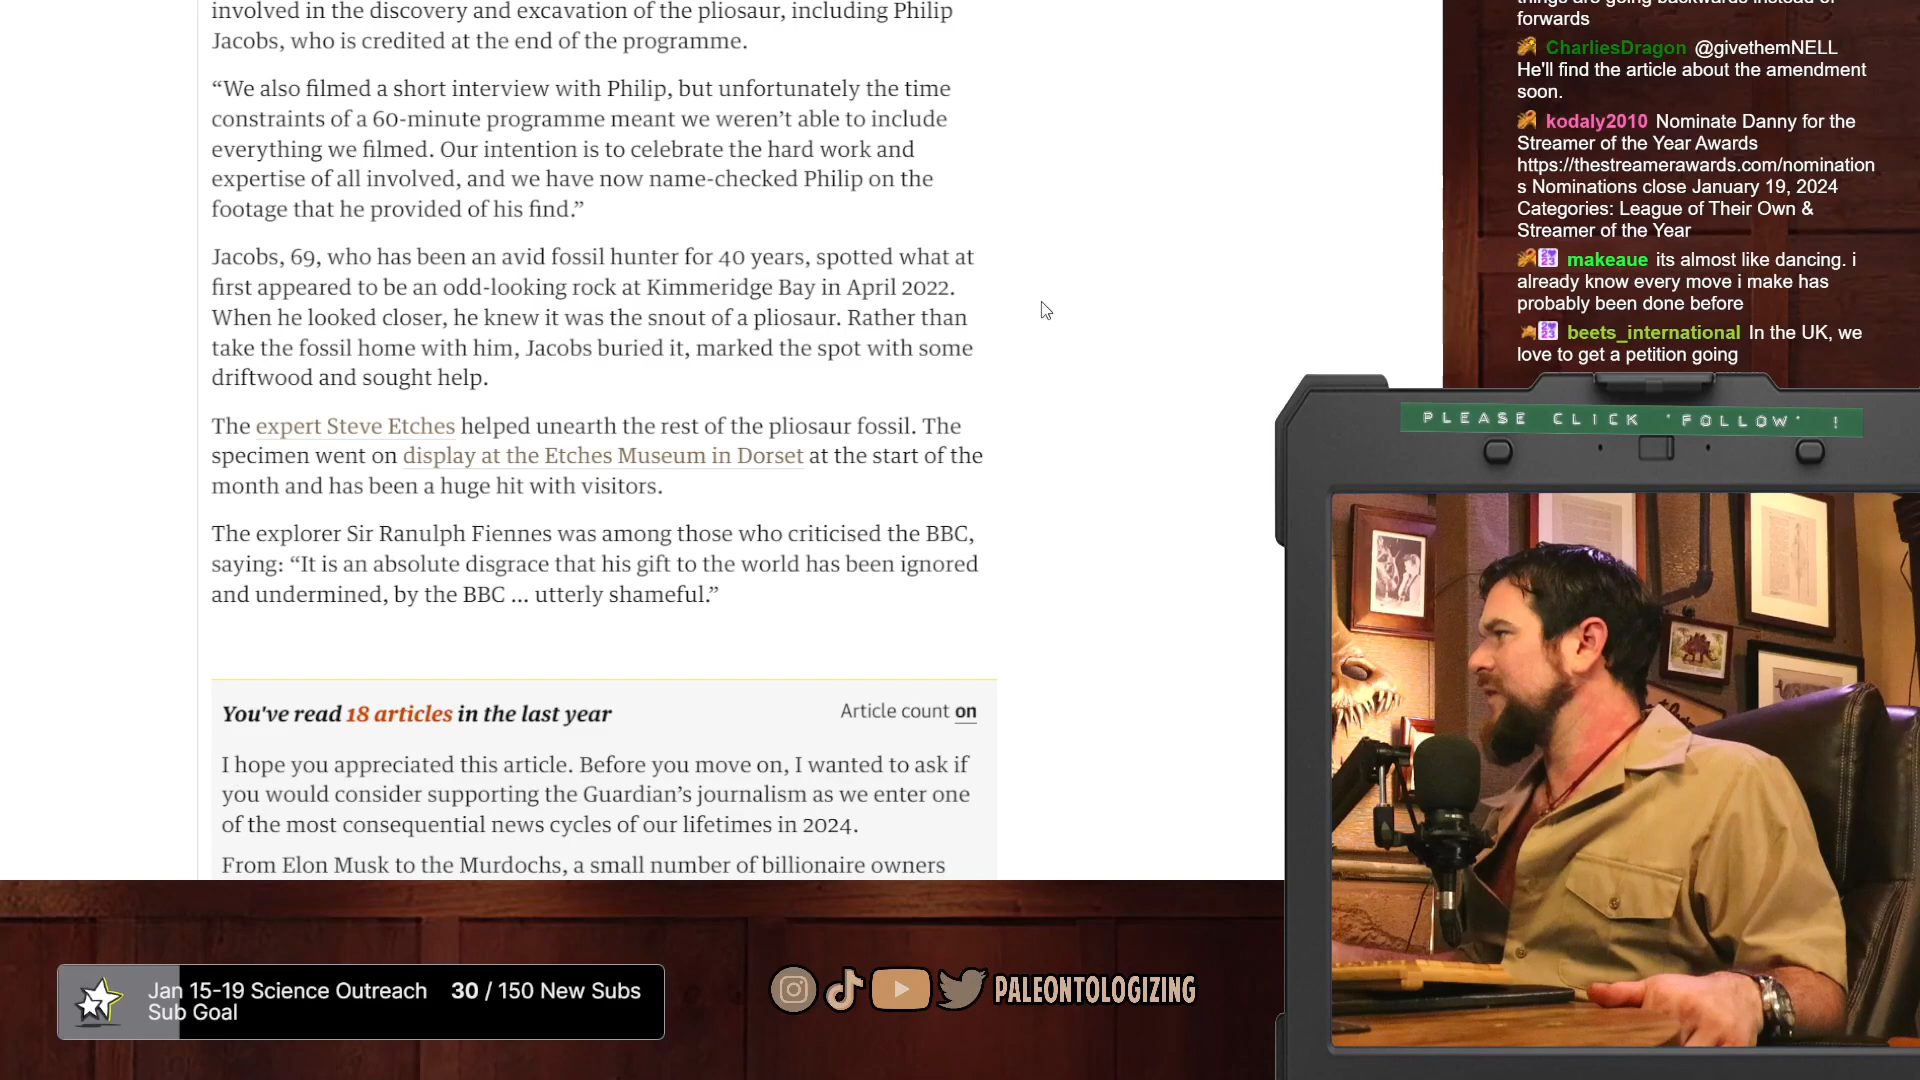 involved in the discovery and excavation of the pliosaur, including Philip
Jacobs, who is credited at the end of the programme.
“We also filmed a short interview with Philip, but unfortunately the time
constraints of a 60-minute programme meant we weren’t able to include
everything we filmed. Our intention is to celebrate the hard work and
expertise of all involved, and we have now name-checked Philip on the
footage that he provided of his find.”
Jacobs, 69, who has been an avid fossil hunter for 40 years, spotted what at
first appeared to be an odd-looking rock at Kimmeridge Bay in April 2022.
When he looked closer, he knew it was the snout of a pliosaur. Rather than
take the fossil home with him, Jacobs buried it, marked the spot with some
driftwood and sought help.
The expert Steve Etches helped unearth the rest of the pliosaur fossil. The
specimen went on display at the Etches Museum in Dorset at the start of the
month and has been a huge hit with visitors.
The explorer Sir Ranulph Fiennes was among those who criticised the BBC,
saying: “It is an absolute disgrace that his gift to the world has been ignored
and undermined, by the BBC ... utterly shameful.”
You've read 18 articles in the last year
Article count on
I hope you appreciated this article. Before you move on, I wanted to ask if
you would consider supporting the Guardian’s journalism as we enter one
of the most consequential news cycles of our lifetimes in 2024.
From Elon Musk to the Murdochs, a small number of billionaire owners
forwards
CharliesDragon @givethemNELL
He'll find the article about the amendment
soon.
kodaly2010 Nominate Danny for the
Streamer of the Year Awards
https://thestreamerawards.com/nomination
s Nominations close January 19, 2024
Categories: League of Their Own &
Streamer of the Year
makeaue its almost like dancing. i
already know every move i make has
probably been done before
beets_international In the UK, we
love to get a petition going
PLEASE CLICK 'FOLLOW' !
Jan 15-19 Science Outreach 30 / 150 New Subs
Sub Goal
PALEONTOLOGIZING